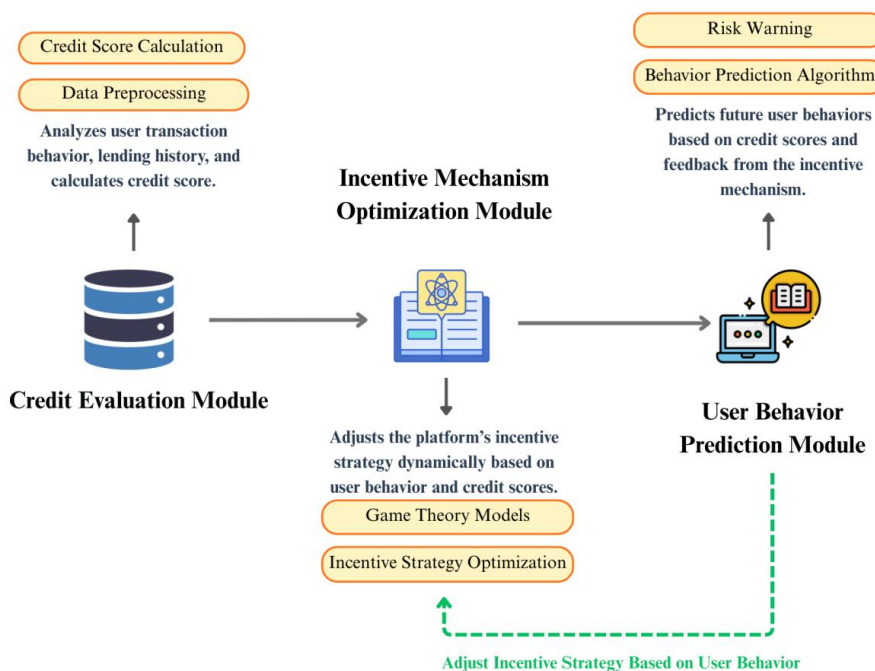 Credit Score Calculation
Data Preprocessing
Analyzes user transaction
behavior, lending history, and
calculates credit score.
Credit Evaluation Module
Incentive Mechanism
Optimization Module
Adjusts the platform's incentive
strategy dynamically based on
user behavior and credit scores.
Game Theory Models
Incentive Strategy Optimization
Risk Warning
Behavior Prediction Algorithm
Predicts future user behaviors
based on credit scores and
feedback from the incentive
mechanism.
User Behavior
Prediction Module
Adjust Incentive Strategy Based on User Behavior